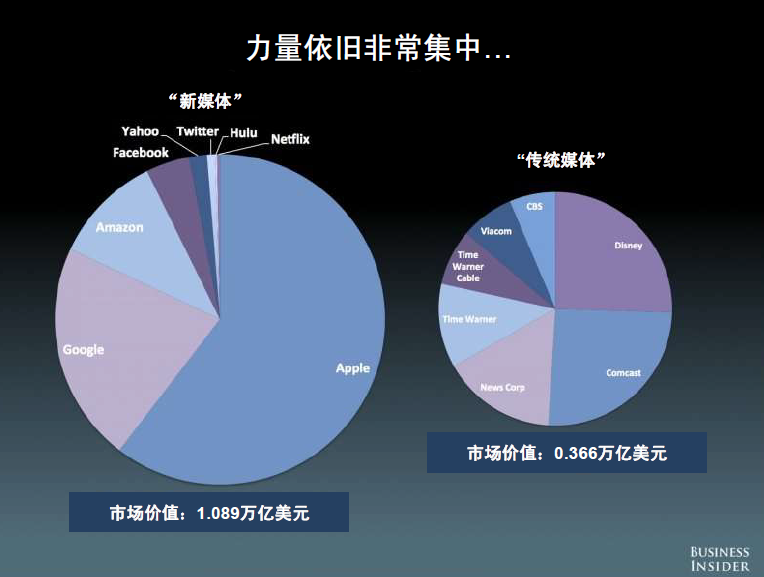 力量依旧非常集中…
“新媒体”
Yahoo
Twitter
Hulu
Netflix
Facebook
Amazon
Google
Apple
市场价值：1.089万亿美元
“传统媒体”
CBS
Disney
Viacom
Time
Warner
Cable
Time Warner
News Corp
Comcast
市场价值：0.366万亿美元
BUSINESS
INSIDER